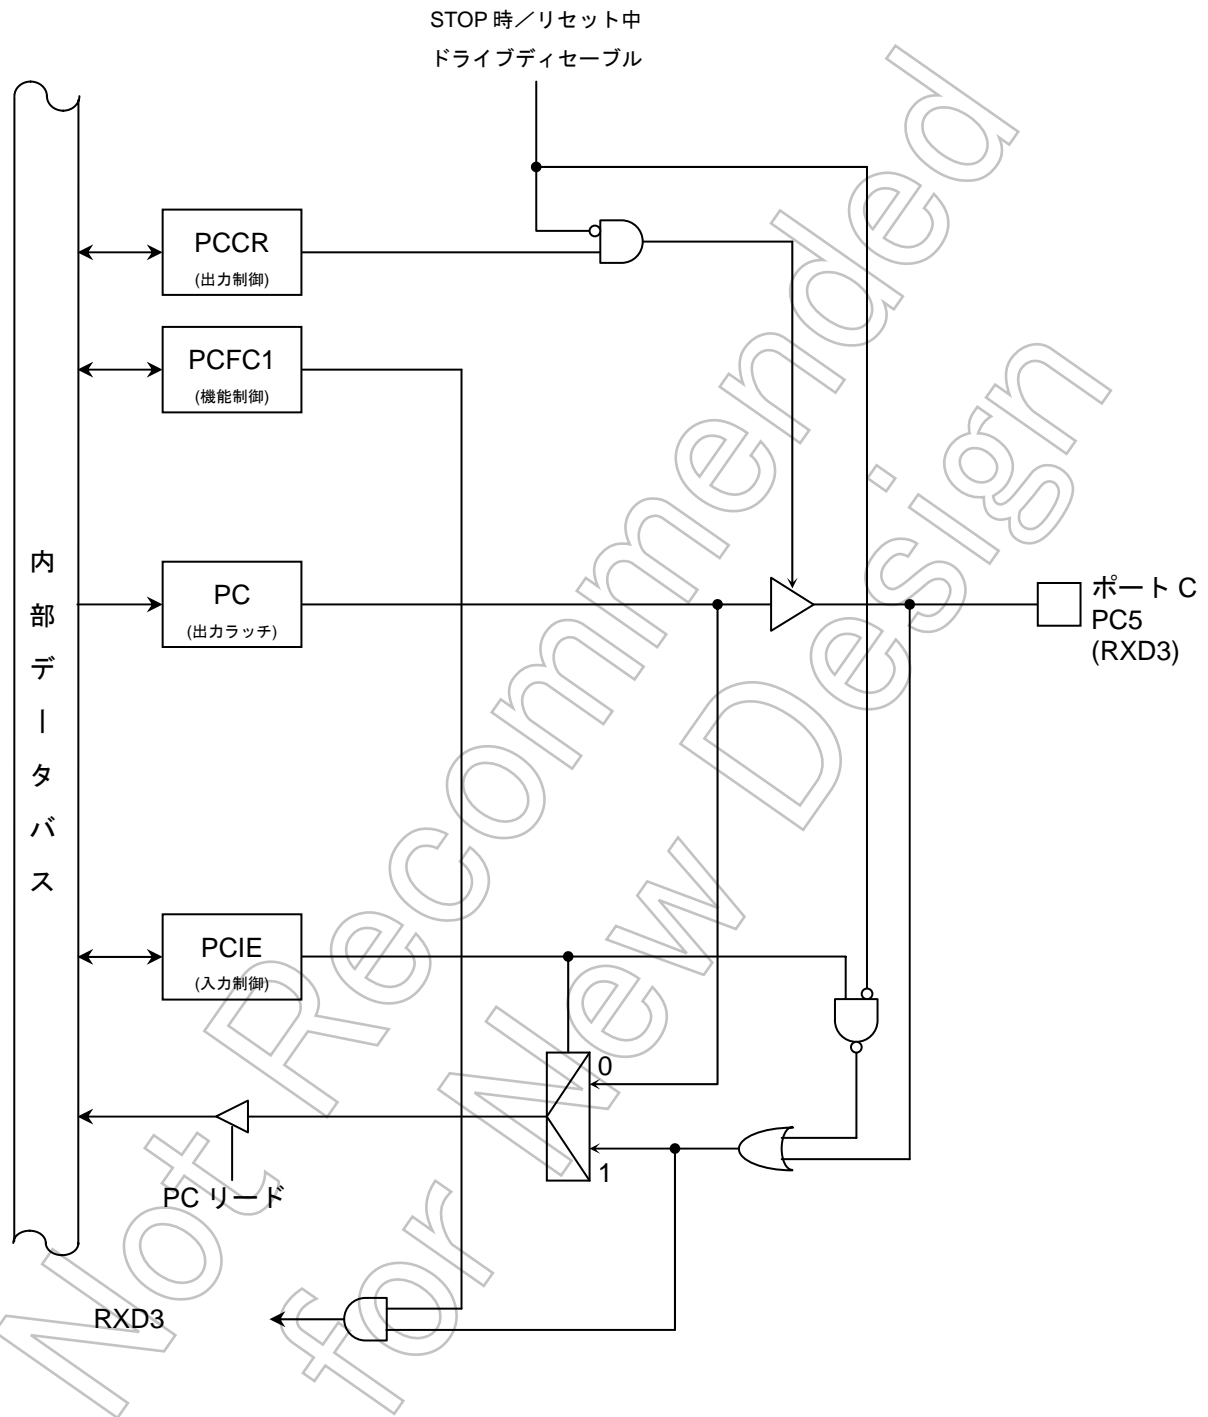 STOP 時／リセット中
ドライブディセーブル
PCCR
(出力制御)
PCFC1
(機能制御)
内部データバス
PC
(出力ラッチ)
ポート C
PC5
(RXD3)
PCIE
(入力制御)
0
1
PC リード
RXD3
Not Recommended
for New Design